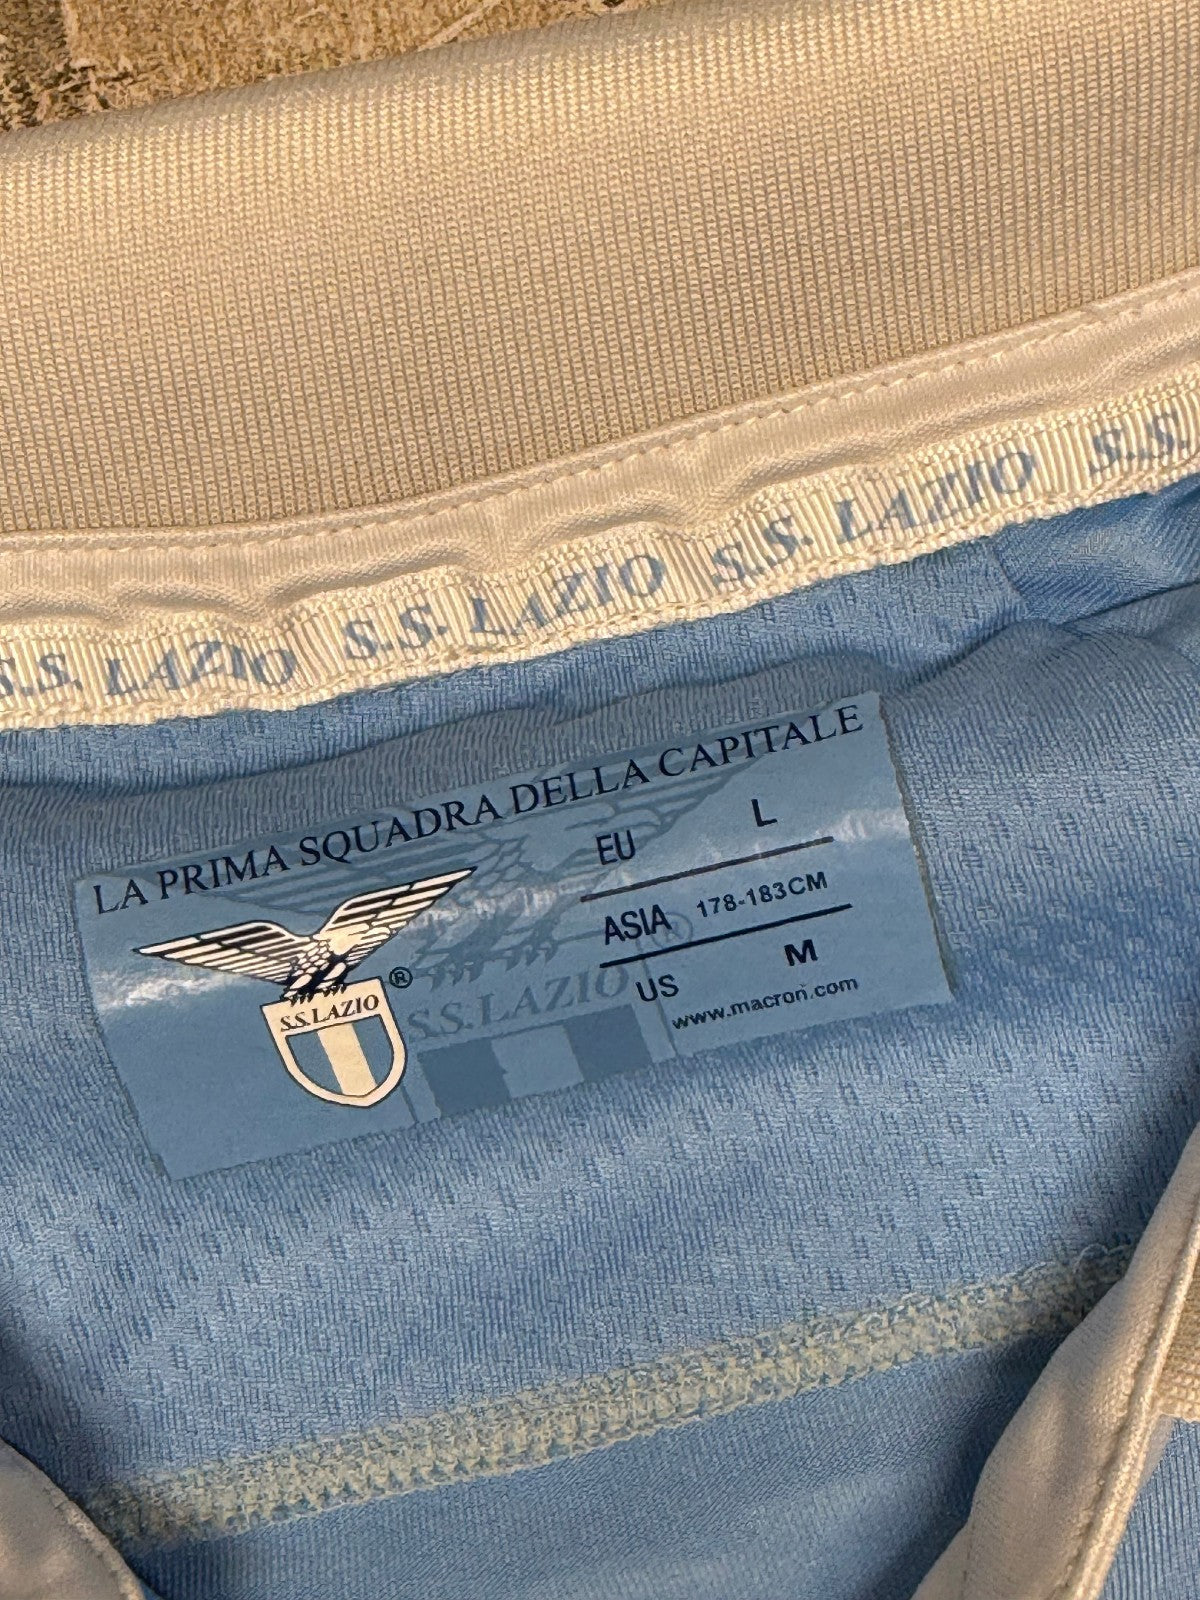 S.S. LAZIO S.S. LAZIO S.S. LAZIO S.S.
LA PRIMA SQUADRA DELLA CAPITALE
EU L
ASIA 178-183CM
US M
www.macron.com
®
S.S.LAZIO
S.S.LAZIO